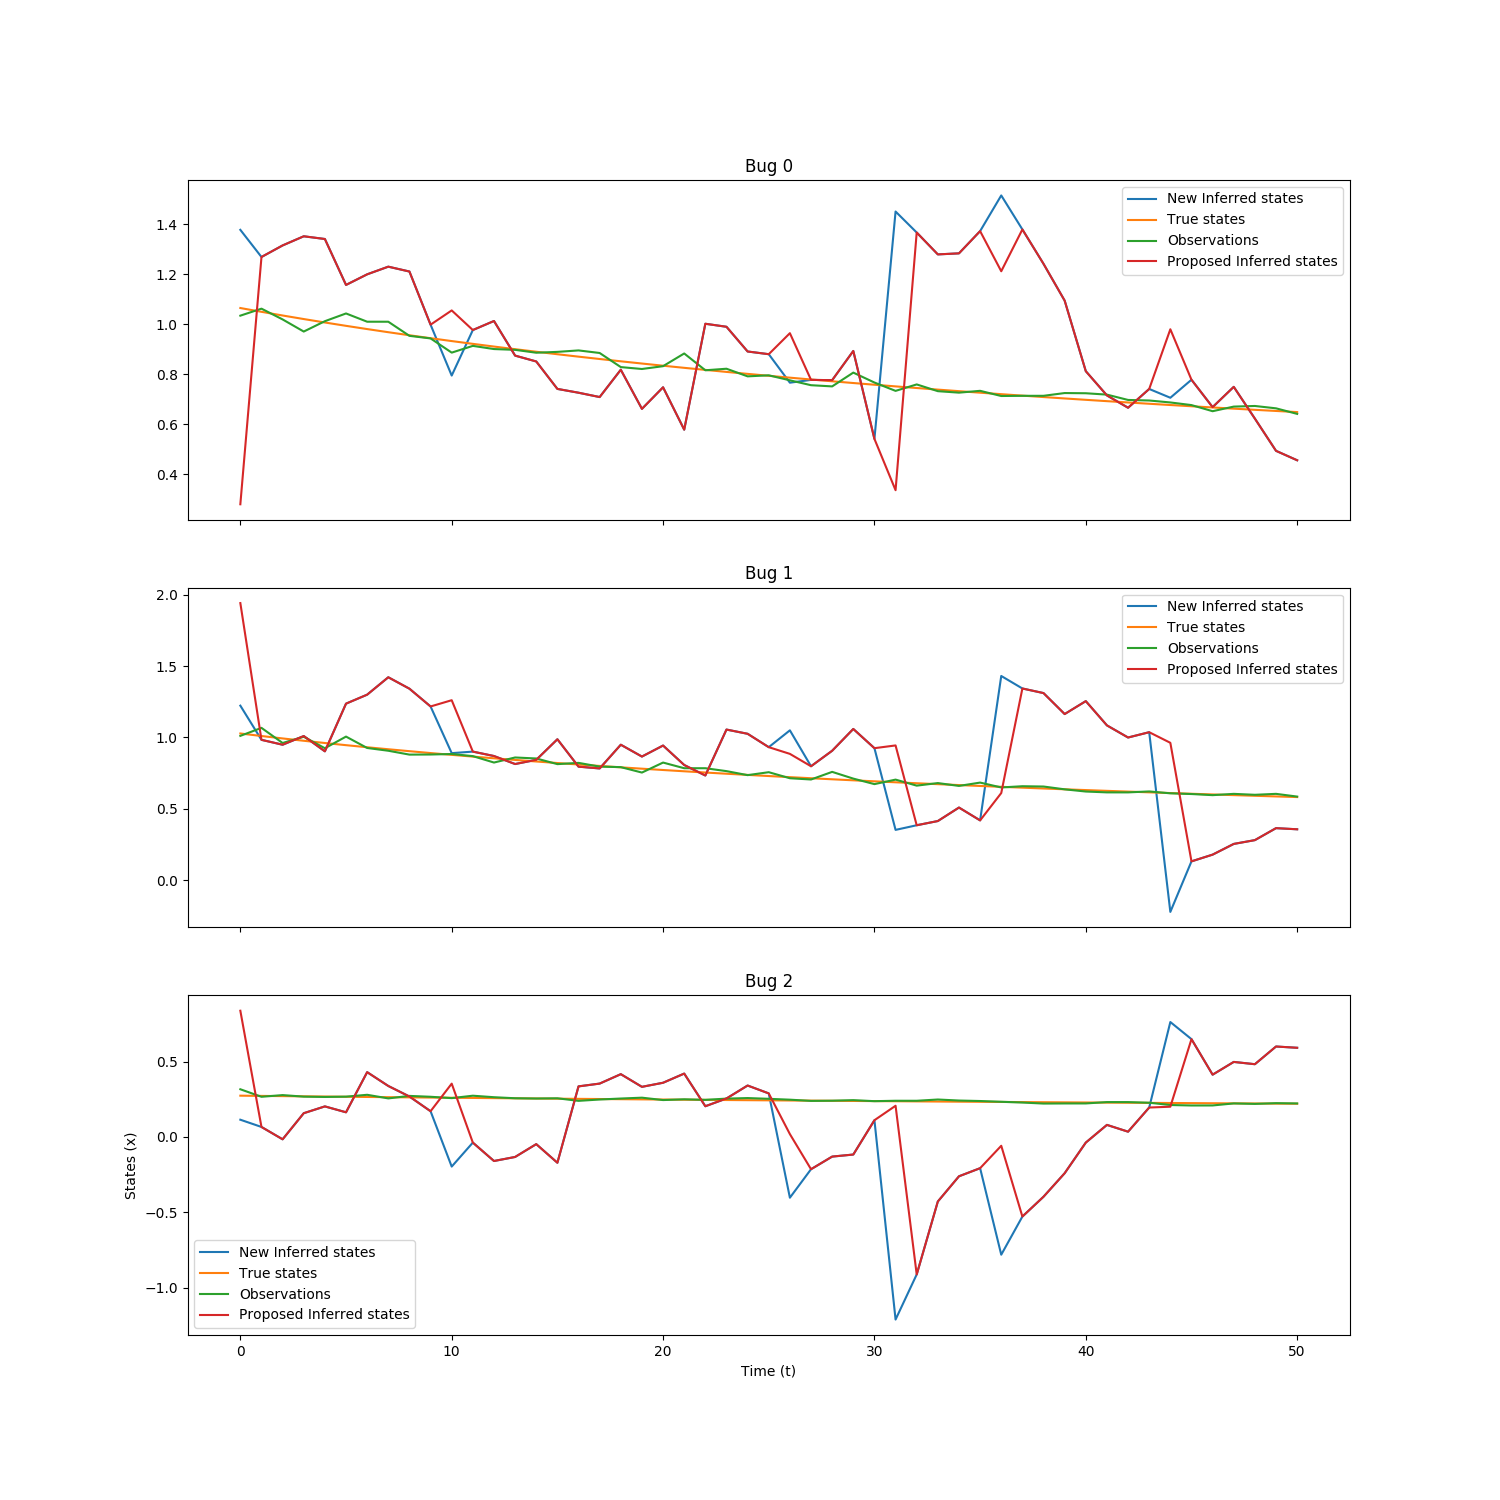 Bug 0
1.4
1.2
1.0
0.8
0.6
0.4
New Inferred states
True states
Observations
Proposed Inferred states
Bug 1
2.0
1.5
1.0
0.5
0.0
New Inferred states
True states
Observations
Proposed Inferred states
Bug 2
0.5
0.0
−0.5
−1.0
States (x)
New Inferred states
True states
Observations
Proposed Inferred states
0 10 20 30 40 50
Time (t)